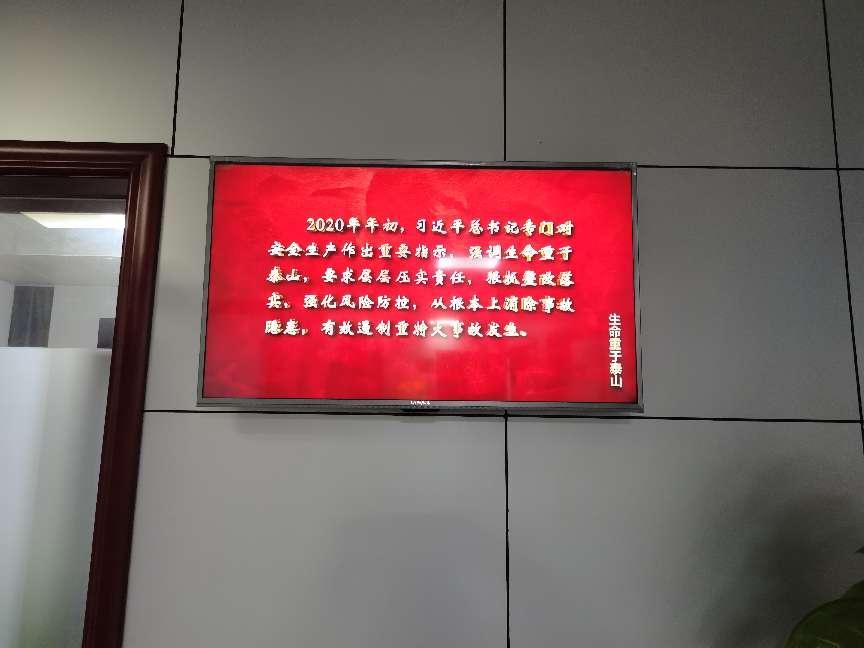 2020年年初，习近平总书记专门对
安全生产作出重要指示，强调生命重于
泰山，要求层层压实责任，狠抓整改落
实，强化风险防控，从根本上消除事故
隐患，有效遏制重特大事故发生。
生命重于泰山